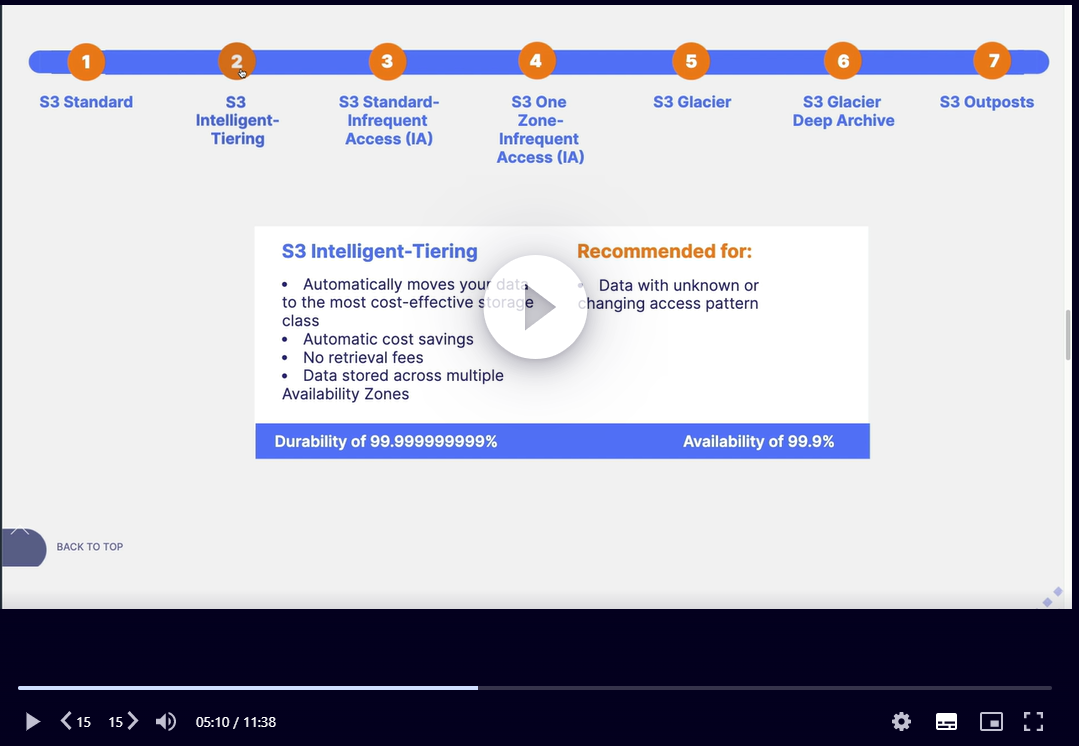 1 2 3 4 5 6 7
S3 Standard
S3
Intelligent-
Tiering
S3 Standard-
Infrequent
Access (IA)
S3 One
Zone-
Infrequent
Access (IA)
S3 Glacier
S3 Glacier
Deep Archive
S3 Outposts
S3 Intelligent-Tiering
• Automatically moves your data
to the most cost-effective storage
class
• Automatic cost savings
• No retrieval fees
• Data stored across multiple
Availability Zones
Recommended for:
• Data with unknown or
changing access pattern
Durability of 99.999999999%
Availability of 99.9%
BACK TO TOP
15 15 05:10 / 11:38